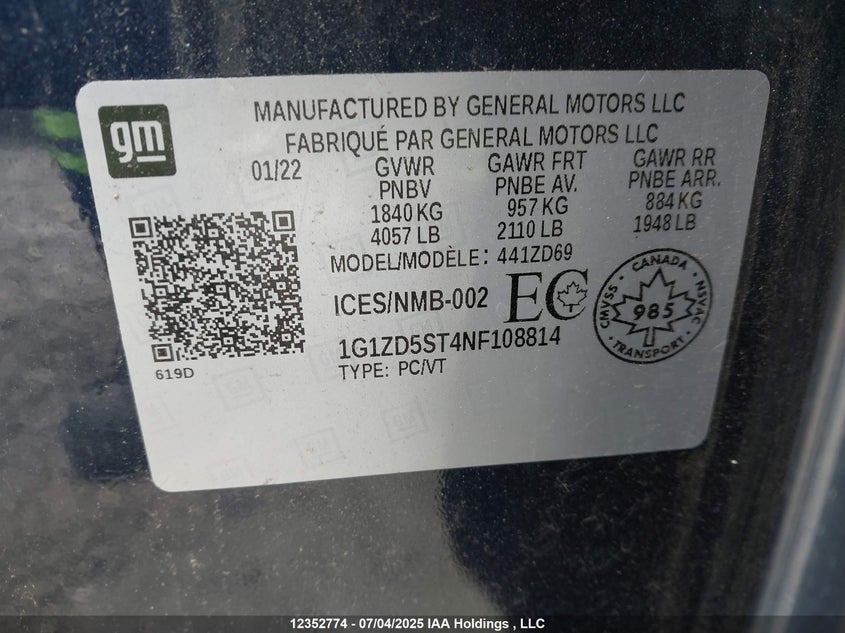 MANUFACTURED BY GENERAL MOTORS LLC
FABRIQUÉ PAR GENERAL MOTORS LLC
gm
01/22
GVWR
PNBV
1840 KG
4057 LB
GAWR FRT
PNBE AV.
957 KG
2110 LB
GAWR RR
PNBE ARR.
884 KG
1948 LB
MODEL/MODÈLE: 441ZD69
ICES/NMB-002
EC
CANADA
CMVSS
985
NSVAC
TRANSPORT
1G1ZD5ST4NF108814
TYPE: PC/VT
619D
12352774 - 07/04/2025 IAA Holdings , LLC